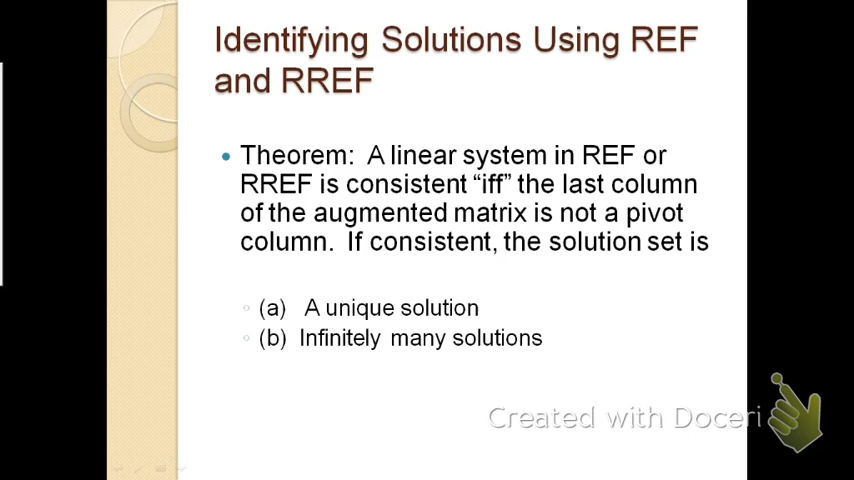 Identifying Solutions Using REF
and RREF
• Theorem: A linear system in REF or
RREF is consistent “iff” the last column
of the augmented matrix is not a pivot
column. If consistent, the solution set is
◦ (a) A unique solution
◦ (b) Infinitely many solutions
Created with Doceri